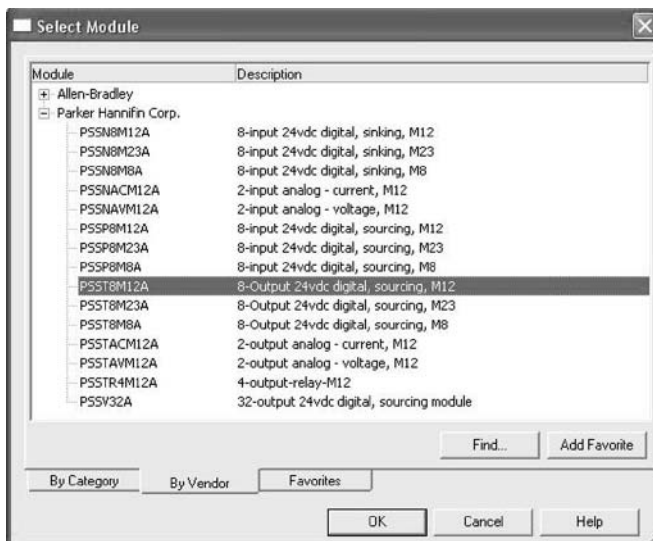 Select Module
Module Description
Allen-Bradley
Parker Hannifin Corp.
PSSN8M12A 8-input 24vdc digital, sinking, M12
PSSN8M23A 8-input 24vdc digital, sinking, M23
PSSN8M8A 8-input 24vdc digital, sinking, M8
PSSNACM12A 2-input analog - current, M12
PSSNAVM12A 2-input analog - voltage, M12
PSSP8M12A 8-input 24vdc digital, sourcing, M12
PSSP8M23A 8-input 24vdc digital, sourcing, M23
PSSP8M8A 8-input 24vdc digital, sourcing, M8
PSST8M12A 8-Output 24vdc digital, sourcing, M12
PSST8M23A 8-Output 24vdc digital, sourcing, M23
PSST8M8A 8-Output 24vdc digital, sourcing, M8
PSSTACM12A 2-output analog - current, M12
PSSTAVM12A 2-output analog - voltage, M12
PSSTR4M12A 4-output-relay-M12
PSSV32A 32-output 24vdc digital, sourcing module
Find... Add Favorite
By Category By Vendor Favorites
OK Cancel Help